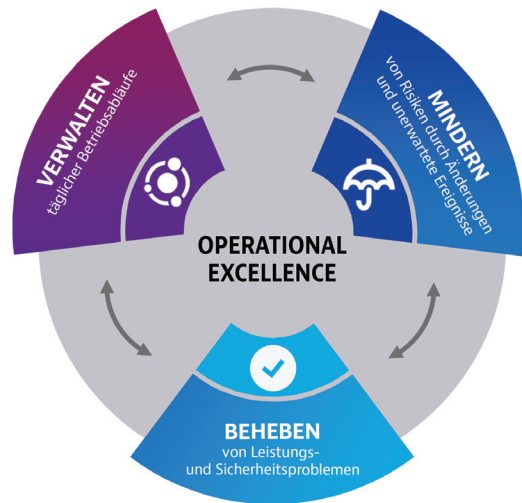 VERWALTEN
täglicher Betriebsabläufe
MINDERN
von Risiken durch Änderungen
und unerwartete Ereignisse
OPERATIONAL
EXCELLENCE
BEHEBEN
von Leistungs-
und Sicherheitsproblemen